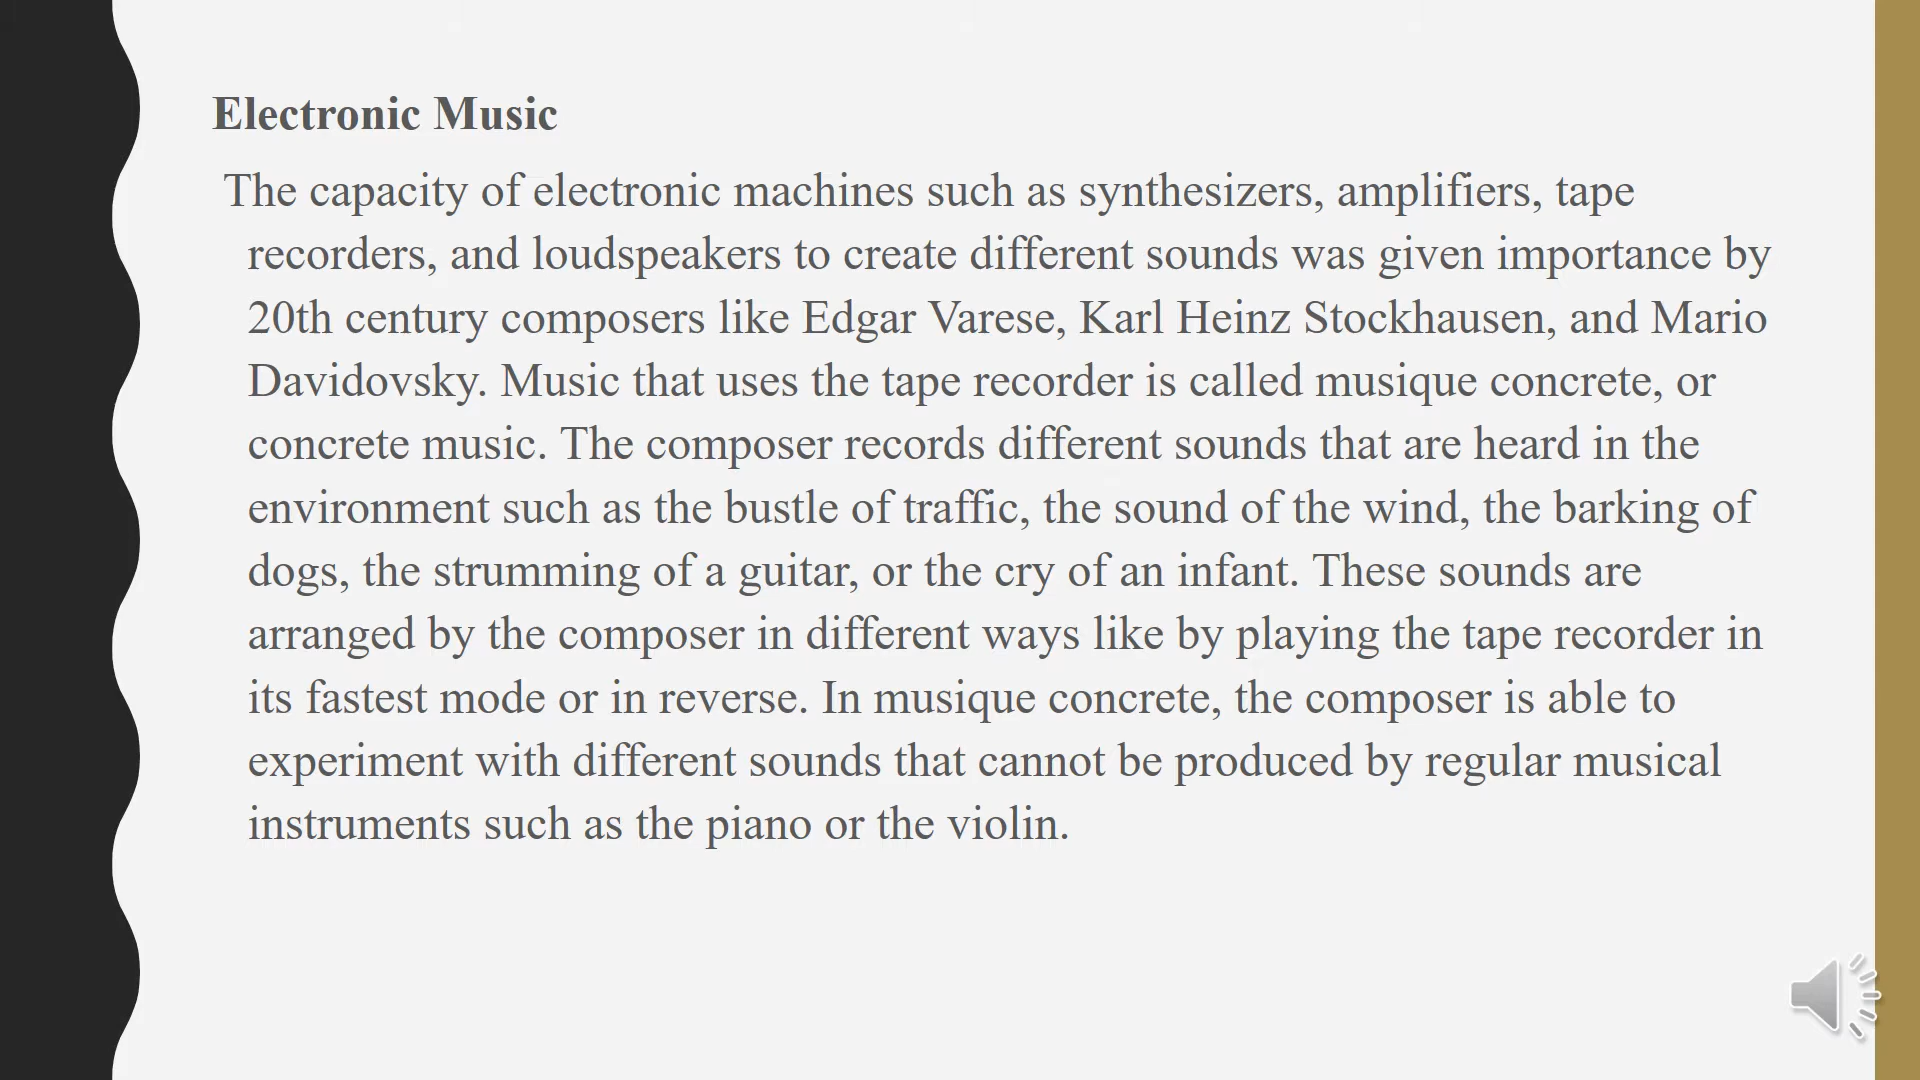 Electronic Music
The capacity of electronic machines such as synthesizers, amplifiers, tape
recorders, and loudspeakers to create different sounds was given importance by
20th century composers like Edgar Varese, Karl Heinz Stockhausen, and Mario
Davidovsky. Music that uses the tape recorder is called musique concrete, or
concrete music. The composer records different sounds that are heard in the
environment such as the bustle of traffic, the sound of the wind, the barking of
dogs, the strumming of a guitar, or the cry of an infant. These sounds are
arranged by the composer in different ways like by playing the tape recorder in
its fastest mode or in reverse. In musique concrete, the composer is able to
experiment with different sounds that cannot be produced by regular musical
instruments such as the piano or the violin.